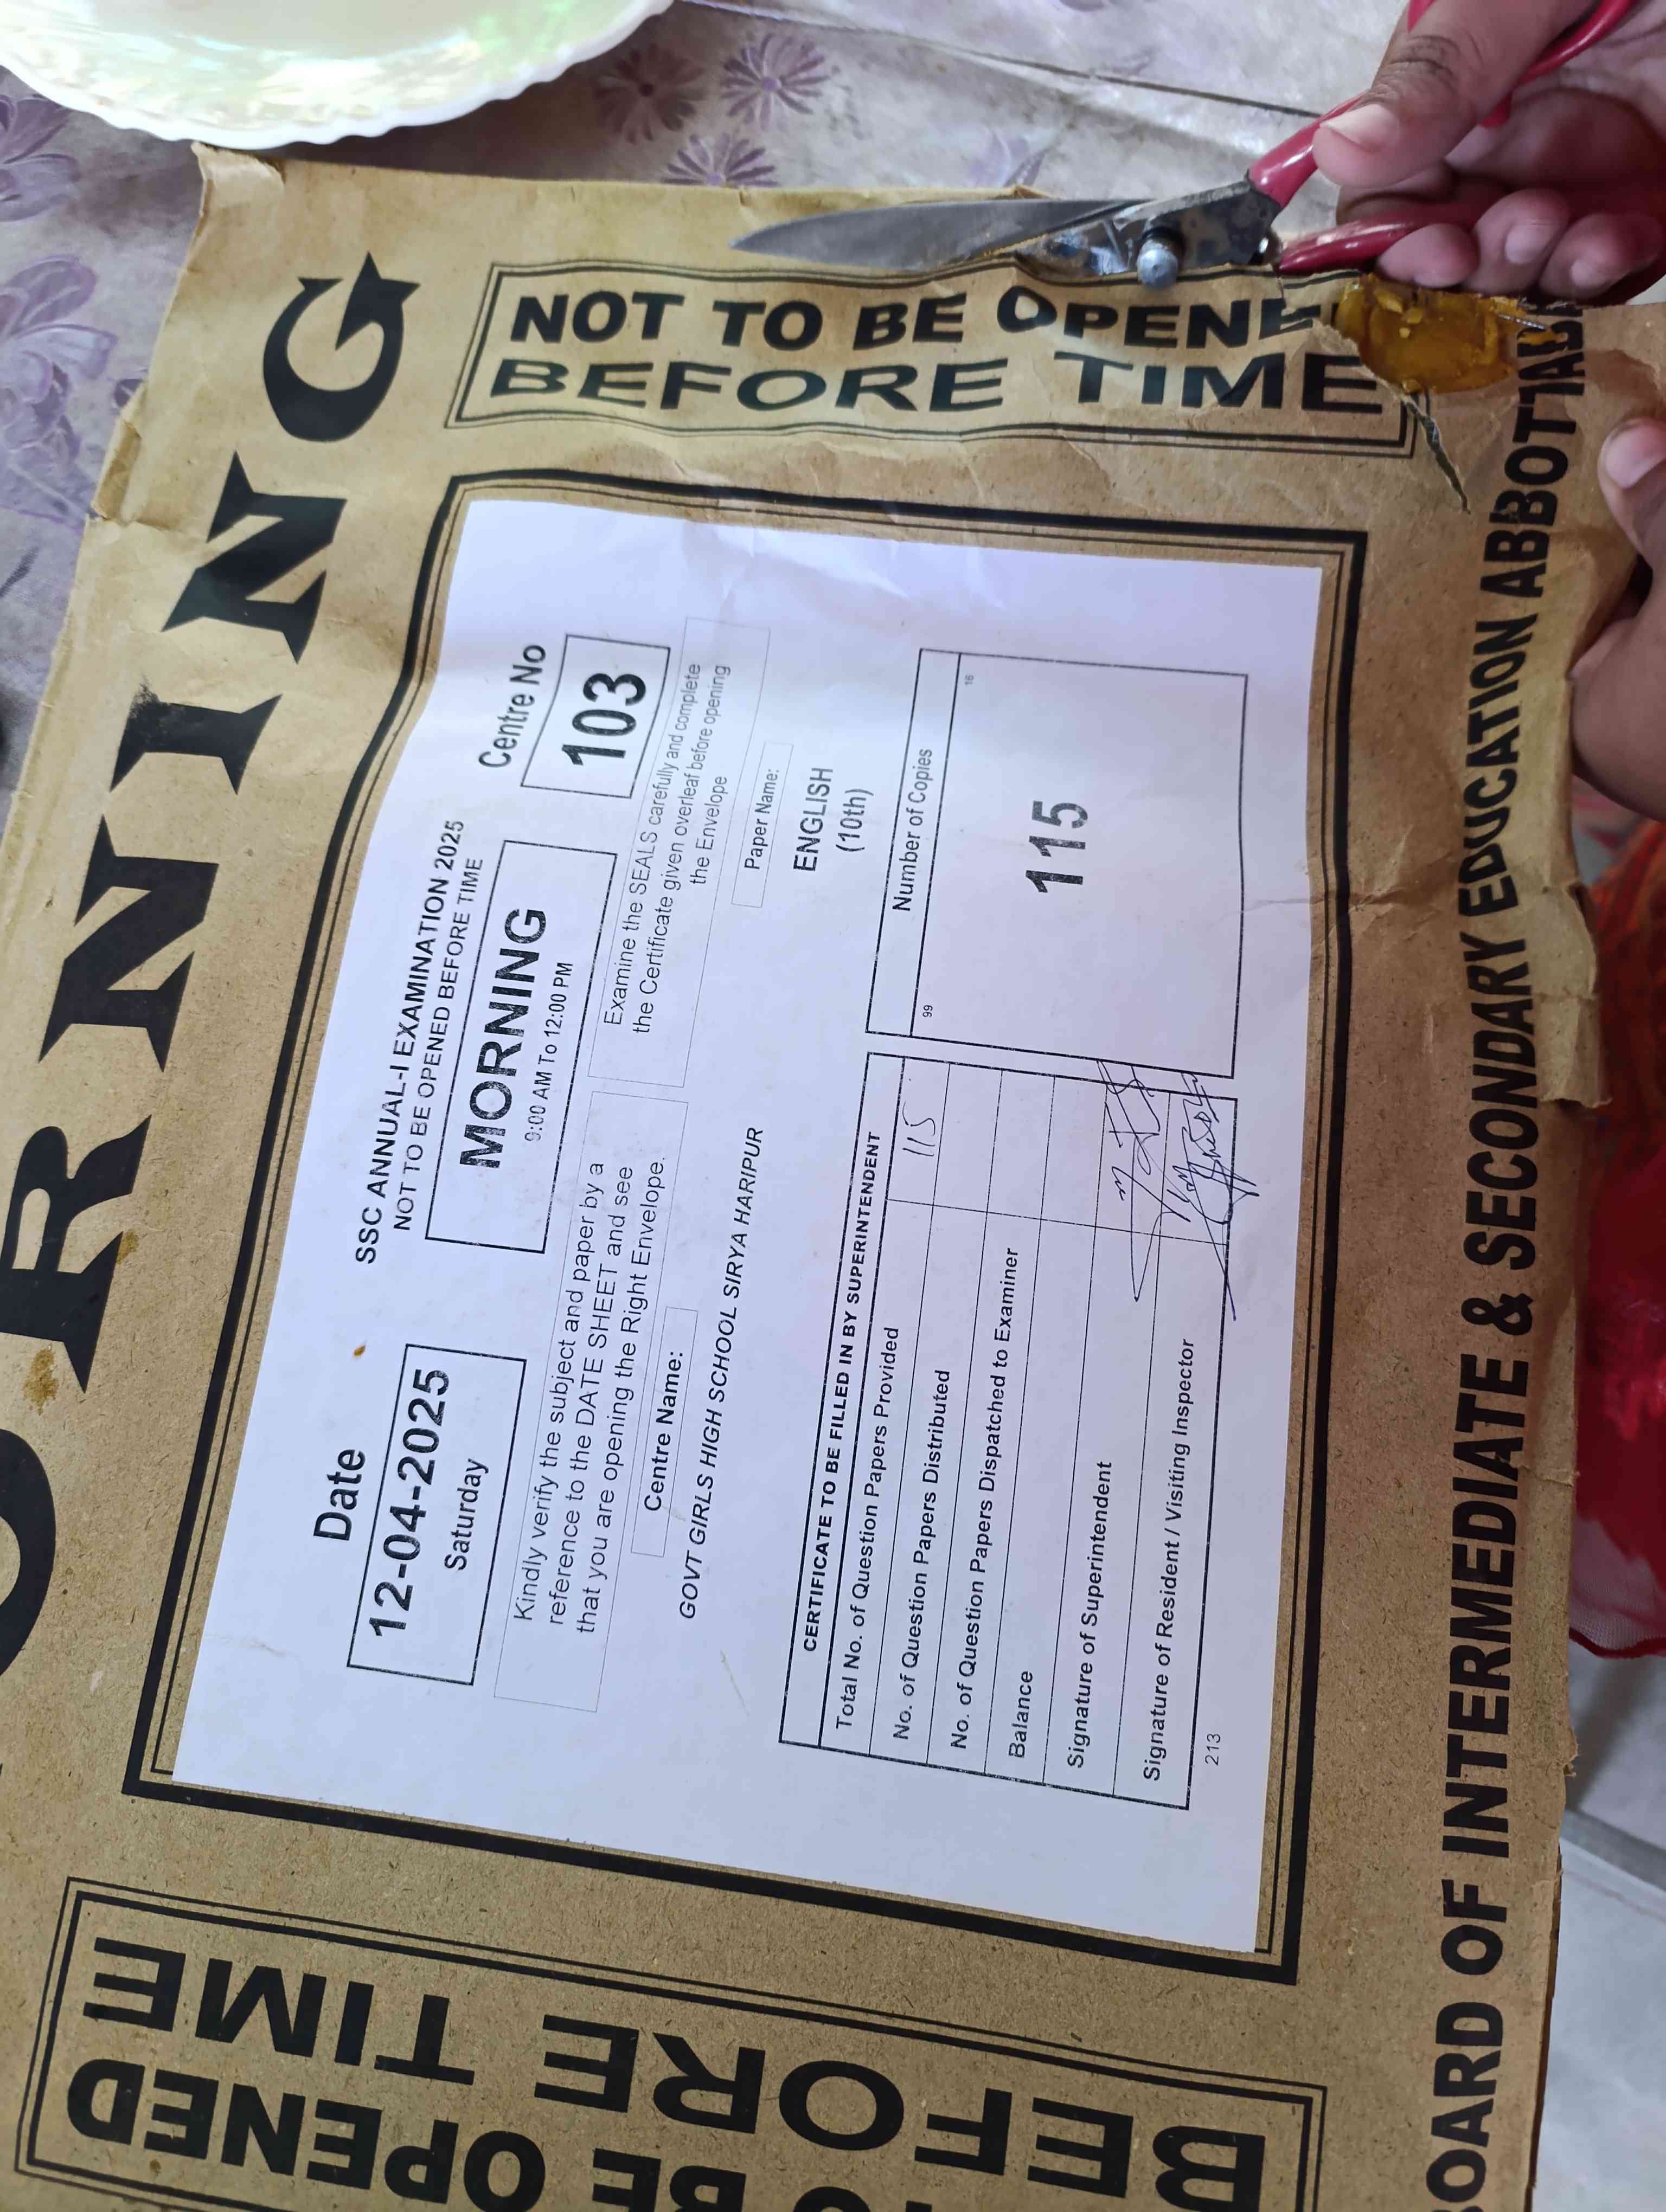 MORNING
NOT TO BE OPENE
BEFORE TIME
SSC ANNUAL-I EXAMINATION 2025
NOT TO BE OPENED BEFORE TIME
Date
12-04-2025
Saturday
MORNING
9:00 AM To 12:00 PM
Centre No
103
Kindly verify the subject and paper by a
reference to the DATE SHEET and see
that you are opening the Right Envelope.
Examine the SEALS carefully and complete
the Certificate given overleaf before opening
the Envelope
Centre Name:
GOVT GIRLS HIGH SCHOOL SIRYA HARIPUR
Paper Name:
ENGLISH
(10th)
CERTIFICATE TO BE FILLED IN BY SUPERINTENDENT
Total No. of Question Papers Provided 115
No. of Question Papers Distributed
No. of Question Papers Dispatched to Examiner
Balance
Signature of Superintendent
Signature of Resident / Visiting Inspector
213
Number of Copies
99 16
115
BOARD OF INTERMEDIATE & SECONDARY EDUCATION ABBOTTABA
BE OPENED
BEFORE TIME